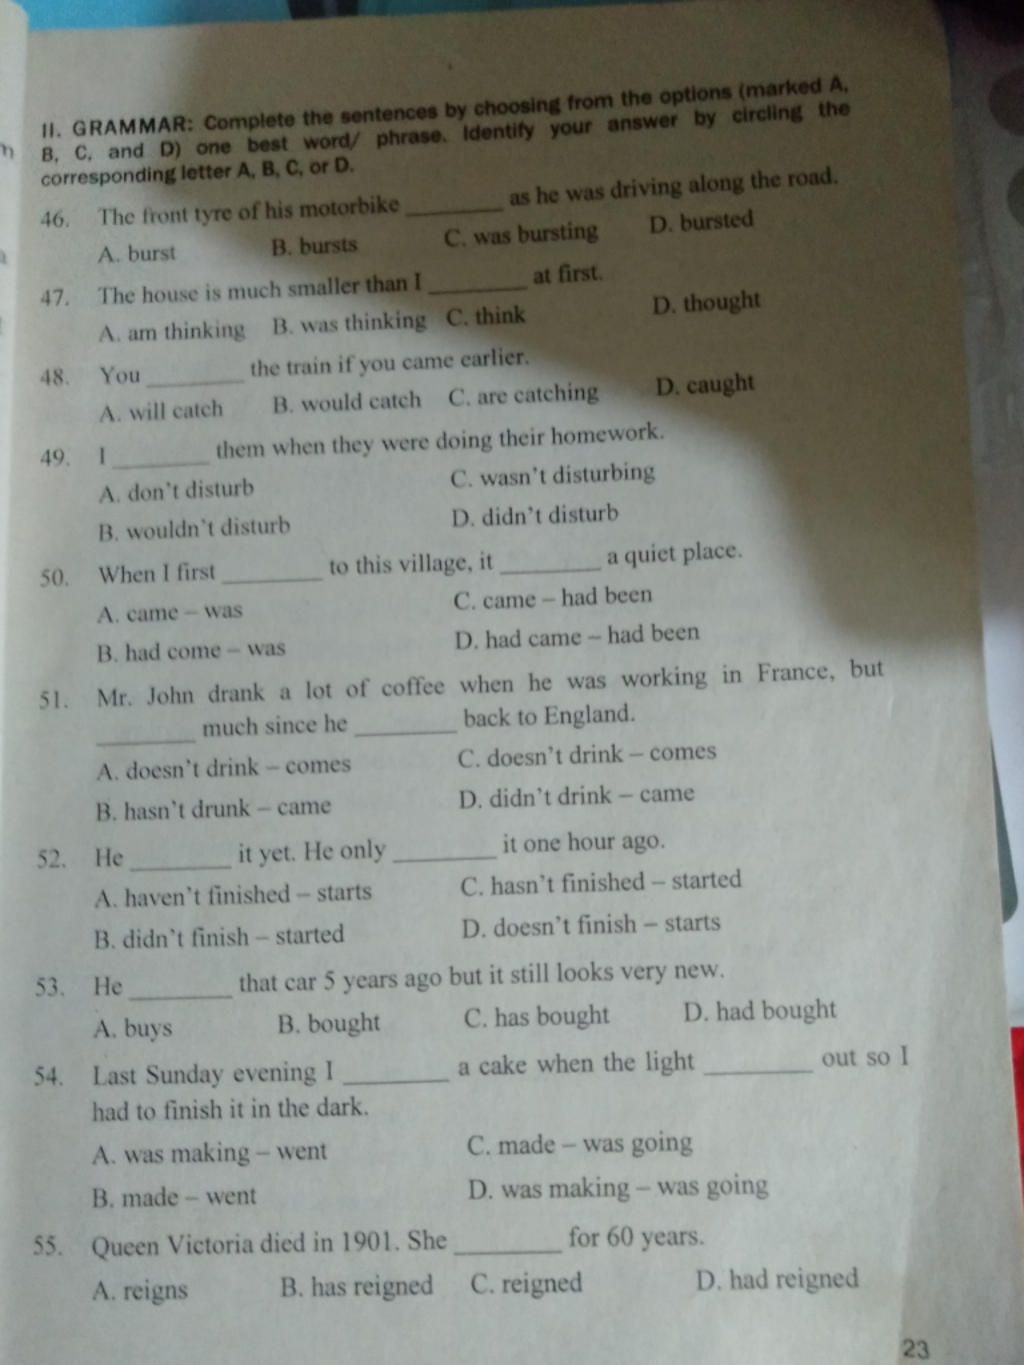 II. GRAMMAR: Complete the sentences by choosing from the options (marked A,
B, C, and D) one best word/ phrase. Identify your answer by circling the
corresponding letter A, B, C, or D.
46. The front tyre of his motorbike ________ as he was driving along the road.
A. burst B. bursts C. was bursting D. bursted
47. The house is much smaller than I ________ at first.
A. am thinking B. was thinking C. think D. thought
48. You ________ the train if you came earlier.
A. will catch B. would catch C. are catching D. caught
49. I ________ them when they were doing their homework.
A. don't disturb C. wasn't disturbing
B. wouldn't disturb D. didn't disturb
50. When I first ________ to this village, it ________ a quiet place.
A. came – was C. came – had been
B. had come – was D. had came – had been
51. Mr. John drank a lot of coffee when he was working in France, but
________ much since he ________ back to England.
A. doesn't drink – comes C. doesn't drink – comes
B. hasn't drunk – came D. didn't drink – came
52. He ________ it yet. He only ________ it one hour ago.
A. haven't finished – starts C. hasn't finished – started
B. didn't finish – started D. doesn't finish – starts
53. He ________ that car 5 years ago but it still looks very new.
A. buys B. bought C. has bought D. had bought
54. Last Sunday evening I ________ a cake when the light ________ out so I
had to finish it in the dark.
A. was making – went C. made – was going
B. made – went D. was making – was going
55. Queen Victoria died in 1901. She ________ for 60 years.
A. reigns B. has reigned C. reigned D. had reigned
23